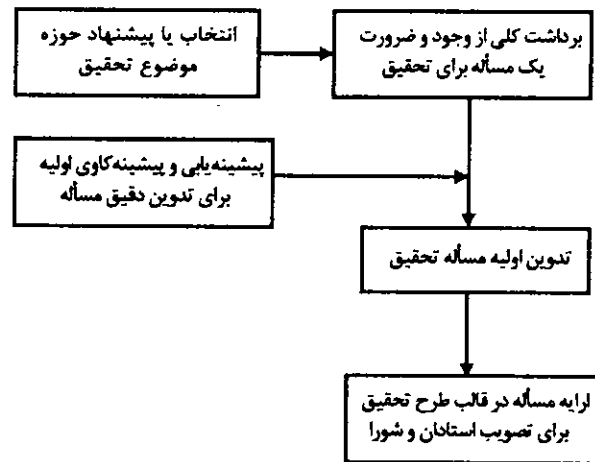 انتخاب یا پیشنهاد حوزه
موضوع تحقیق
برداشت کلی از وجود و ضرورت
یک مسأله برای تحقیق
پیشینه‌یابی و پیشینه‌کاوی اولیه
برای تدوین دقیق مسأله
تدوین اولیه مسأله تحقیق
ارایه مسأله در قالب طرح تحقیق
برای تصویب استادان و شورا